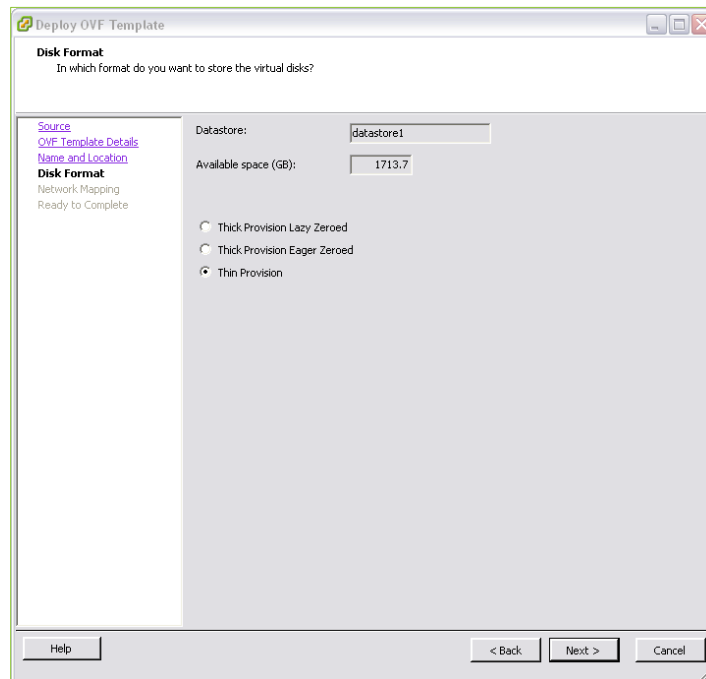 Deploy OVF Template
Disk Format
In which format do you want to store the virtual disks?
Source
OVF Template Details
Name and Location
Disk Format
Network Mapping
Ready to Complete
Datastore:
datastore1
Available space (GB):
1713.7
Thick Provision Lazy Zeroed
Thick Provision Eager Zeroed
Thin Provision
Help
< Back
Next >
Cancel